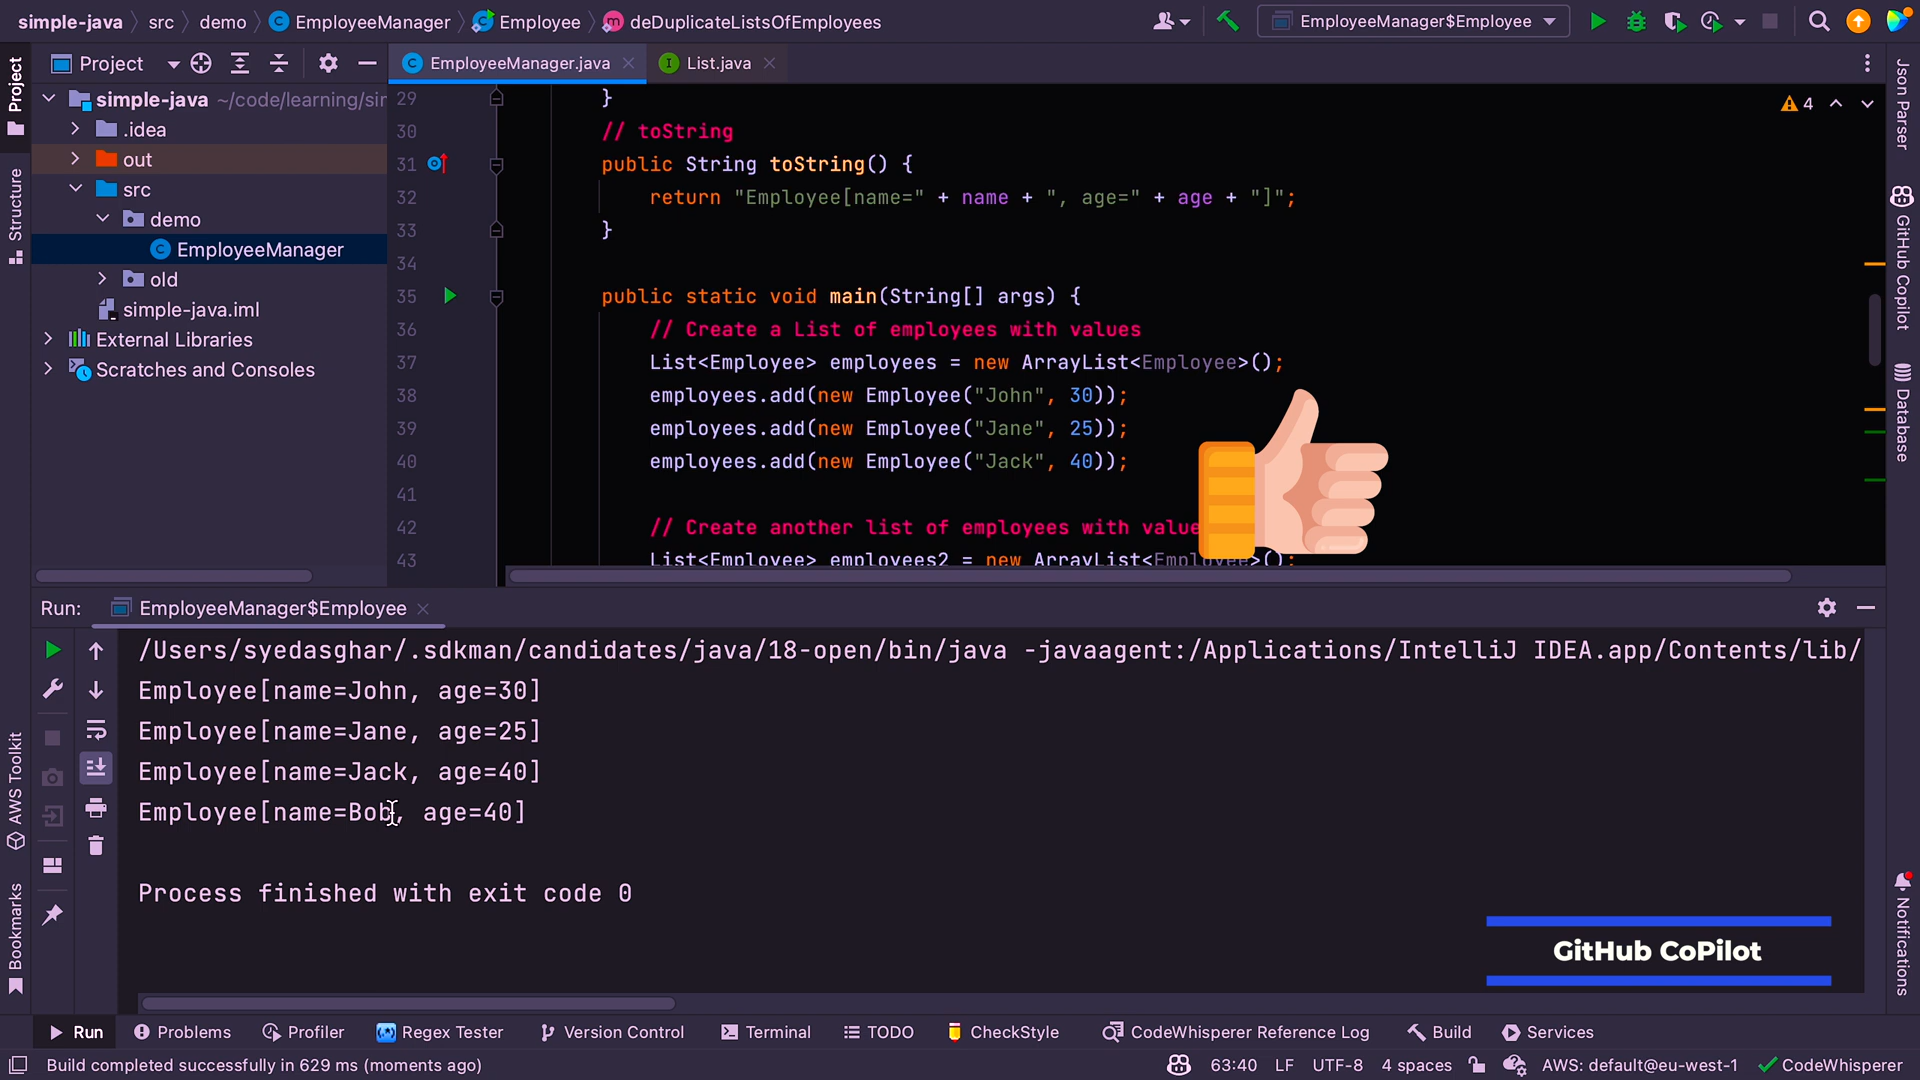 simple-java
src
demo
EmployeeManager
Employee
deDuplicateListsOfEmployees
EmployeeManager$Employee
Project
EmployeeManager.java
List.java
Project
Structure
AWS Toolkit
Bookmarks
simple-java ~/code/learning/sir
.idea
out
src
demo
EmployeeManager
old
simple-java.iml
External Libraries
Scratches and Consoles
4
29 }
30 // toString
31 public String toString() {
32 return "Employee[name=" + name + ", age=" + age + "]";
33 }
34
35 public static void main(String[] args) {
36 // Create a List of employees with values
37 List<Employee> employees = new ArrayList<Employee>();
38 employees.add(new Employee("John", 30));
39 employees.add(new Employee("Jane", 25));
40 employees.add(new Employee("Jack", 40));
41
42 // Create another list of employees with value
43 List<Employee> employees2 = new ArrayList<Employee>();
Json Parser
GitHub Copilot
Database
Notifications
Run:
EmployeeManager$Employee
/Users/syedasghar/.sdkman/candidates/java/18-open/bin/java -javaagent:/Applications/IntelliJ IDEA.app/Contents/lib/
Employee[name=John, age=30]
Employee[name=Jane, age=25]
Employee[name=Jack, age=40]
Employee[name=Bob, age=40]
Process finished with exit code 0
GitHub CoPilot
Run
Problems
Profiler
Regex Tester
Version Control
Terminal
TODO
CheckStyle
CodeWhisperer Reference Log
Build
Services
Build completed successfully in 629 ms (moments ago)
63:40
LF
UTF-8
4 spaces
AWS: default@eu-west-1
CodeWhisperer